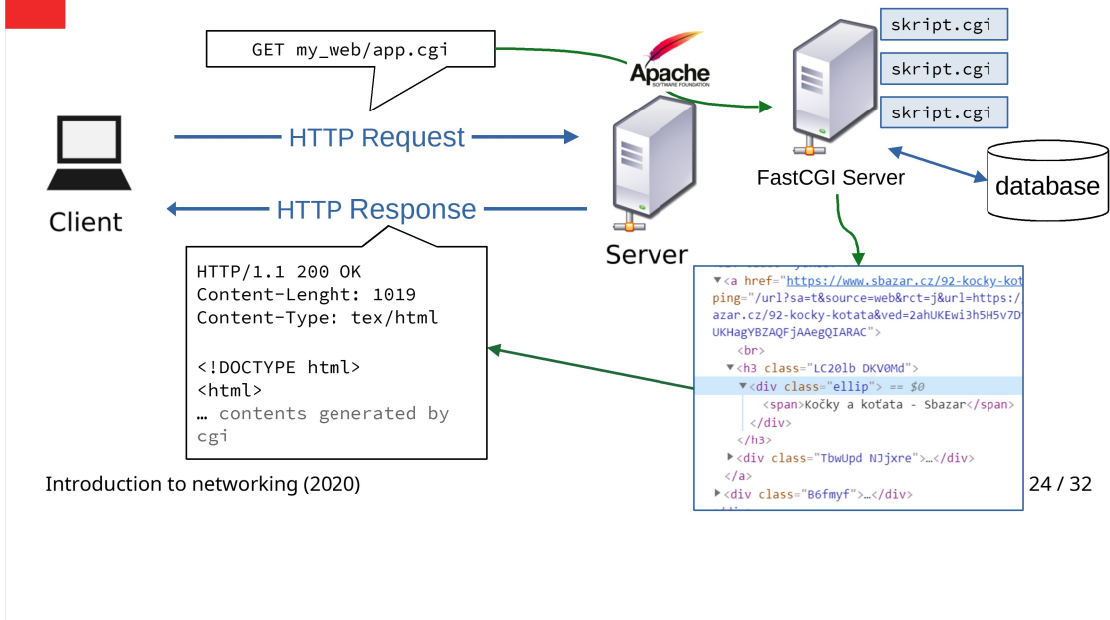 GET my_web/app.cgi
Apache
SOFTWARE FOUNDATION
skript.cgi
skript.cgi
skript.cgi
HTTP Request
FastCGI Server
database
HTTP Response
Client
Server
HTTP/1.1 200 OK
Content-Lenght: 1019
Content-Type: tex/html
<!DOCTYPE html>
<html>
… contents generated by
cgi
▼<a href="https://www.sbazar.cz/92-kocky-kot
ping="/url?sa=t&source=web&rct=j&url=https:/
azar.cz/92-kocky-kotata&ved=2ahUKEwi3h5H5v7D
UKHagYBZAQFjAAegQIARAC">
<br>
▼<h3 class="LC20lb DKV0Md">
▼<div class="ellip"> == $0
<span>Kočky a koťata - Sbazar</span>
</div>
</h3>
▶<div class="TbwUpd NJjxre">…</div>
</a>
▶<div class="B6fmyf">…</div>
Introduction to networking (2020)
24 / 32